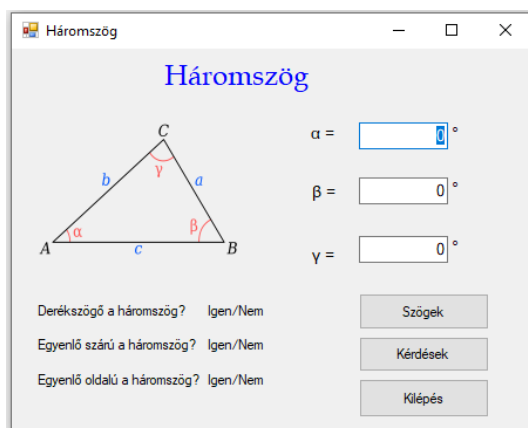 Háromszög
Háromszög
C
b
γ
a
α
β
A
c
B
α = 0 °
β = 0 °
γ = 0 °
Derékszögő a háromszög? Igen/Nem
Egyenlő szárú a háromszög? Igen/Nem
Egyenlő oldalú a háromszög? Igen/Nem
Szögek
Kérdések
Kilépés